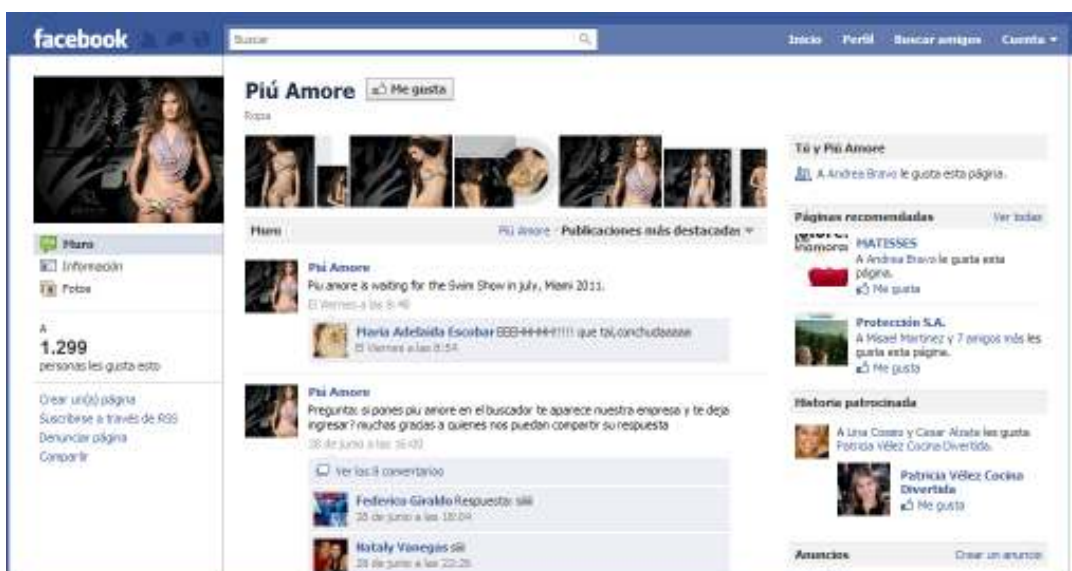 facebook
Buscar
Inicio Perfil Buscar amigos Cuenta
Piú Amore Me gusta
Ropa
Muro
Información
Fotos
A
1.299
personas les gusta esto
Crear un(a) página
Suscribirse a través de RSS
Denunciar página
Compartir
Muro Piú Amore · Publicaciones más destacadas
Piú Amore
Piu amore is waiting for the Swim Show in july, Miami 2011.
El Viernes a las 8:48
Maria Adelaida Escobar que tal,conchudaaaaa
El Viernes a las 8:54
Piú Amore
Pregunta: si pones piu amore en el buscador te aparece nuestra empresa y te deja
ingresar? muchas gracias a quienes nos puedan compartir su respuesta
28 de junio a las 16:00
Ver los 8 comentarios
Federico Giraldo Respuesta: siiii
28 de junio a las 18:04
Nataly Vanegas siii
28 de junio a las 22:26
Tú y Piú Amore
A Andrea Bravo le gusta esta página.
Páginas recomendadas Ver todas
MATISSES
A Andrea Bravo le gusta esta
página.
Me gusta
Protección S.A.
A Misael Martinez y 7 amigos más les
gusta esta página.
Me gusta
Historia patrocinada
A Lina Cossio y Cesar Alzate les gusta
Patricia Vélez Cocina Divertida.
Patricia Vélez Cocina
Divertida
Me gusta
Anuncios Crear un anuncio